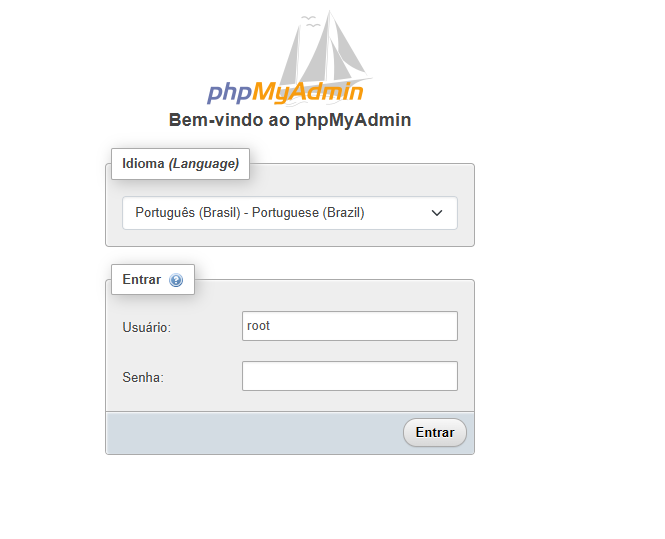 phpMyAdmin
Bem-vindo ao phpMyAdmin
Idioma (Language)
Português (Brasil) - Portuguese (Brazil)
Entrar ?
Usuário: root
Senha:
Entrar